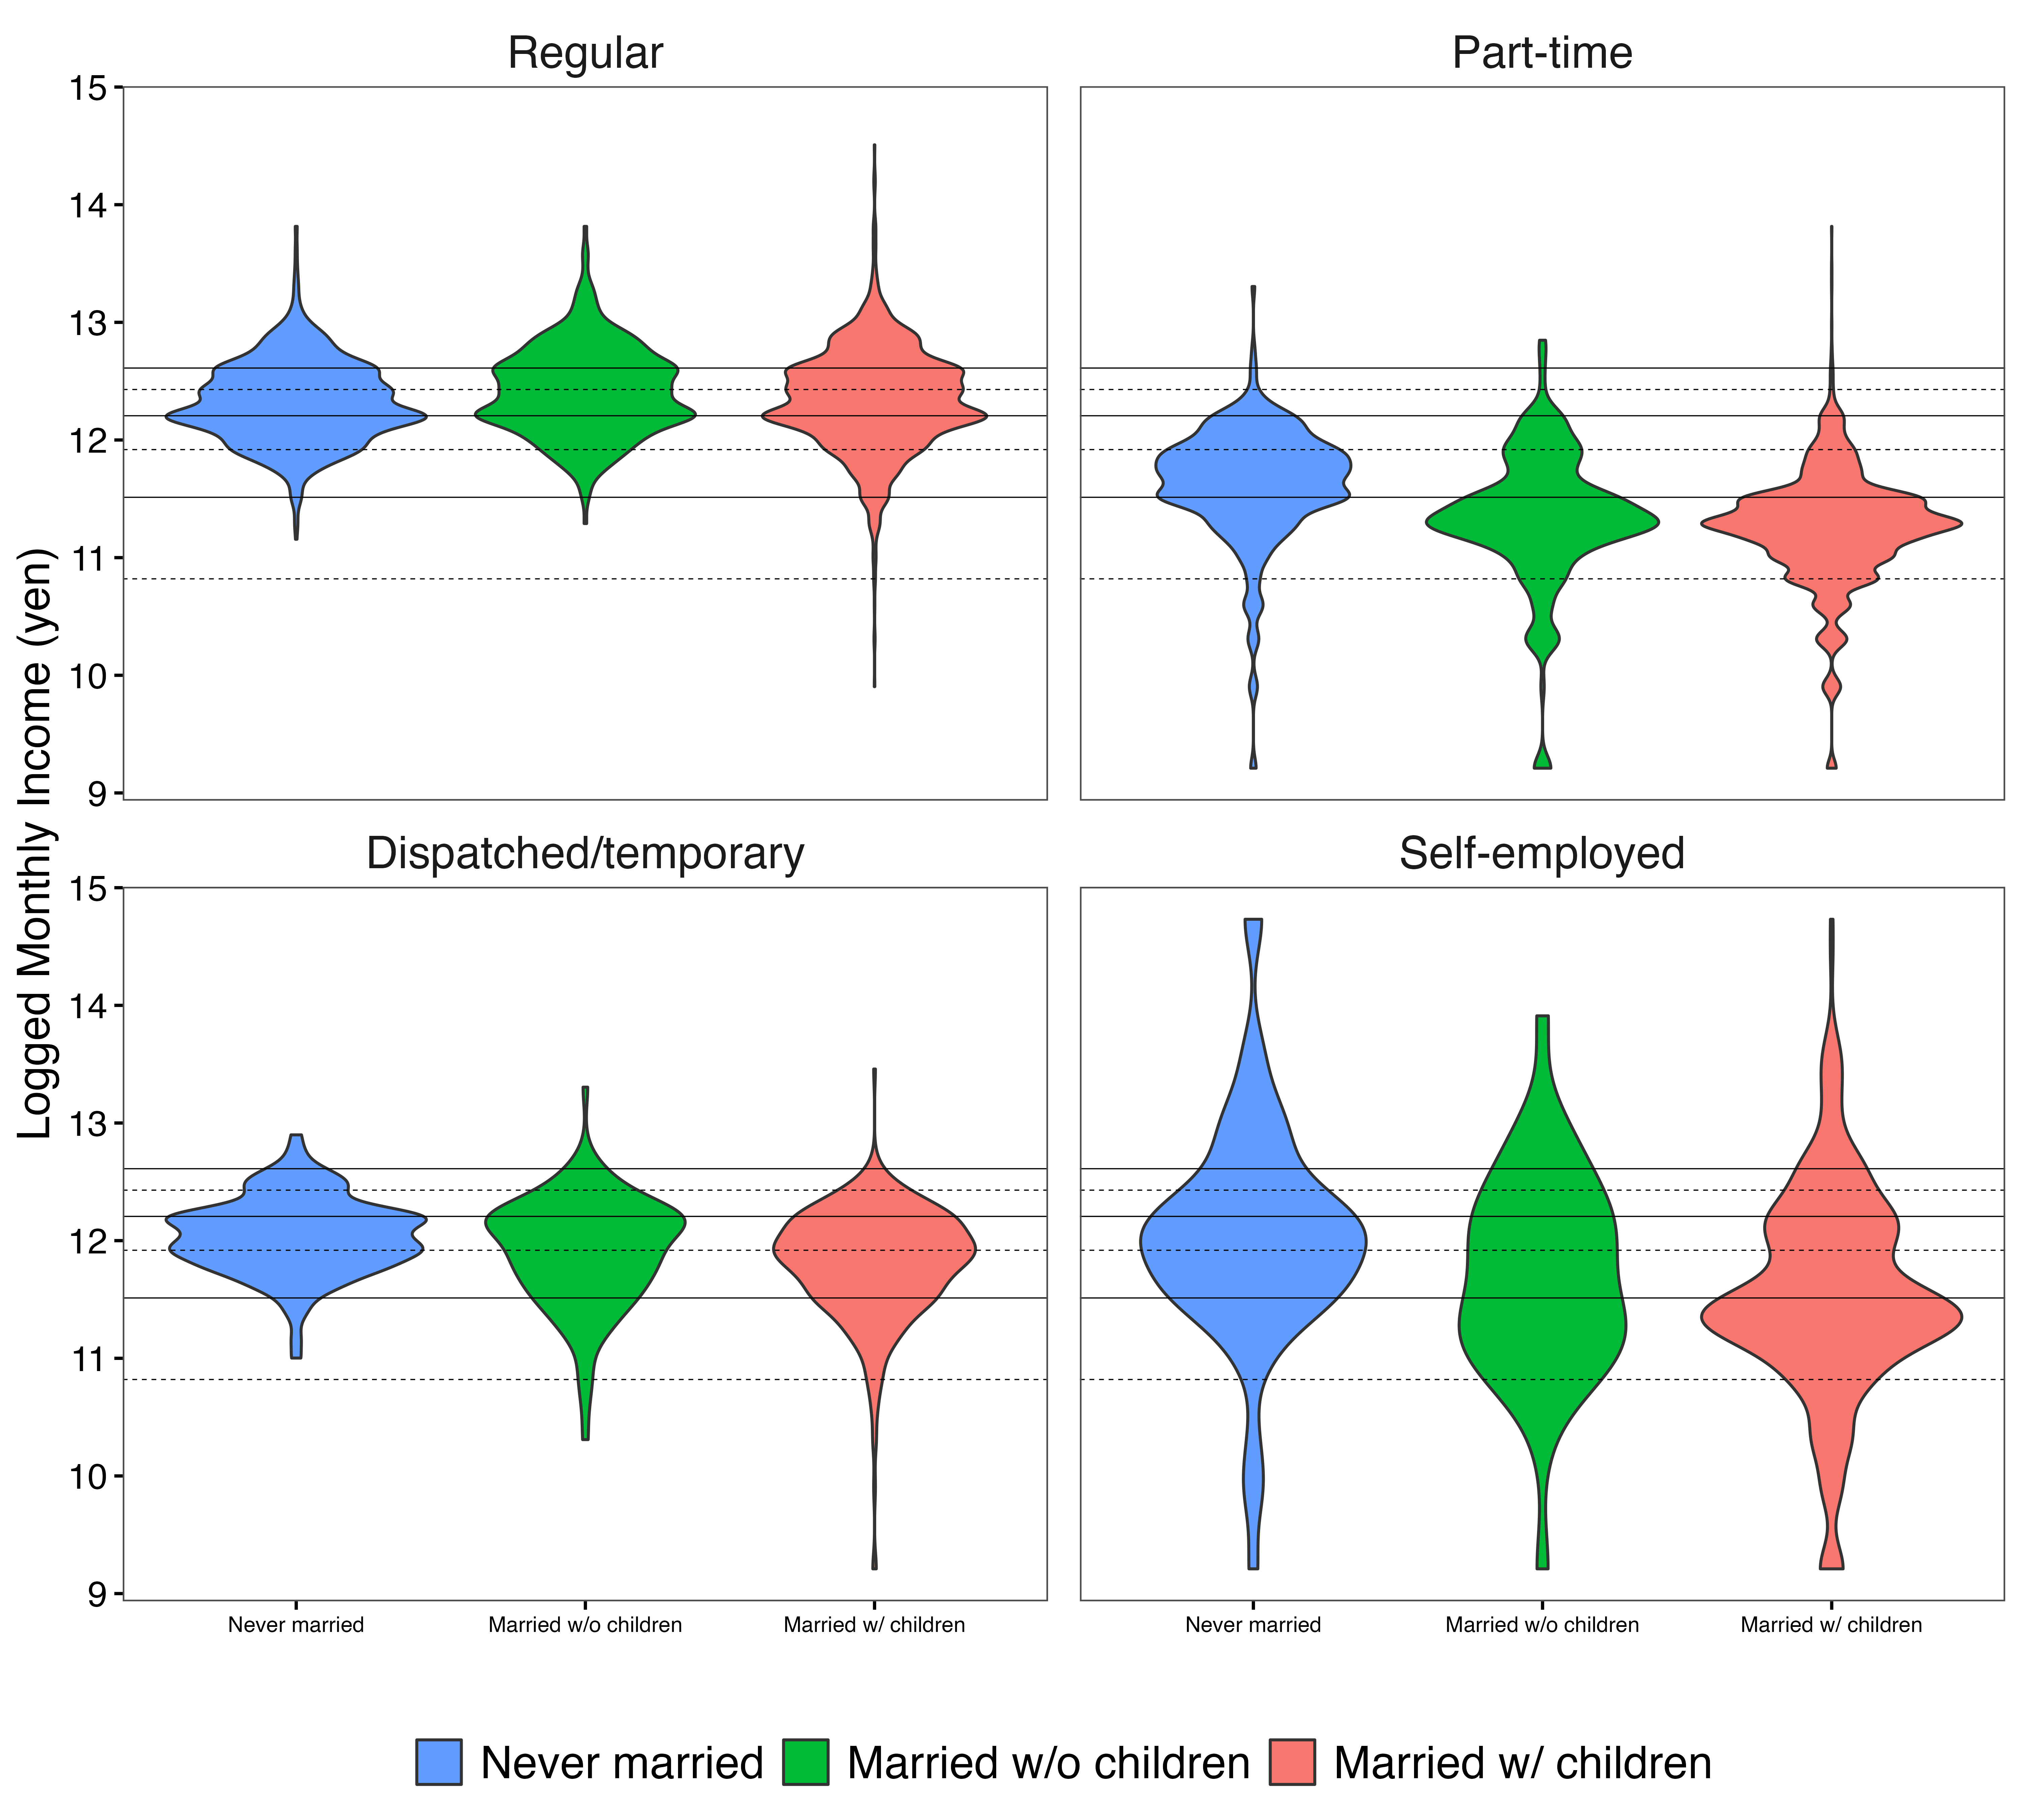 Regular
Part-time
15
14
13
12
11
10
9
Dispatched/temporary
Self-employed
15
14
13
12
11
10
9
Logged Monthly Income (yen)
Never married
Married w/o children
Married w/ children
Never married
Married w/o children
Married w/ children
Never married
Married w/o children
Married w/ children